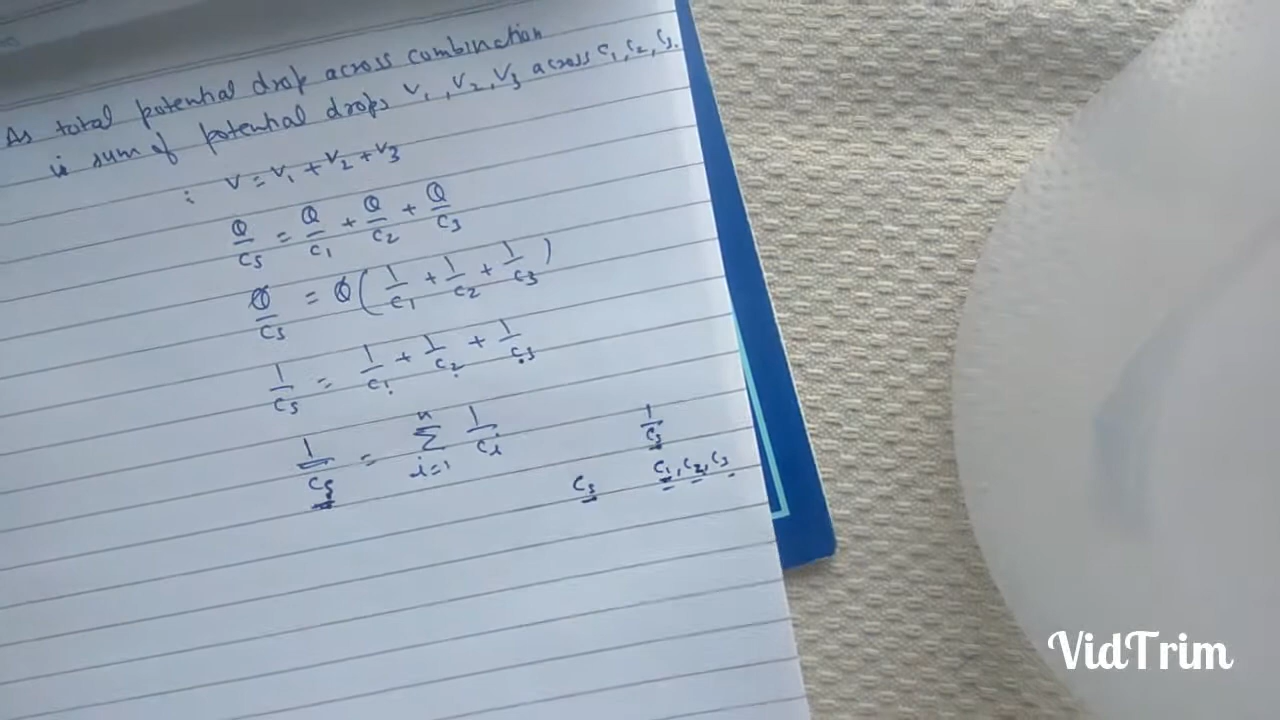 As total potential drop across combination
is sum of potential drops V₁, V₂, V₃ across C₁, C₂, C₃.
∴ V = V₁ + V₂ + V₃
Q/Cs = Q/C₁ + Q/C₂ + Q/C₃
Q/Cs = Q(1/C₁ + 1/C₂ + 1/C₃)
1/Cs = 1/C₁ + 1/C₂ + 1/C₃
1/Cs = Σⁿᵢ₌₁ 1/Cᵢ
1/Cs
Cs C₁, C₂, C₃
VidTrim